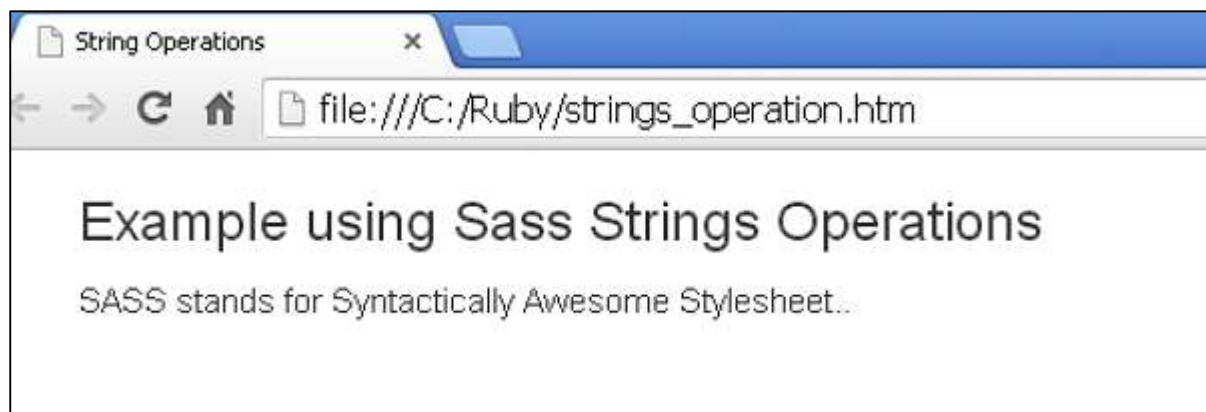 String Operations
file:///C:/Ruby/strings_operation.htm
Example using Sass Strings Operations
SASS stands for Syntactically Awesome Stylesheet..